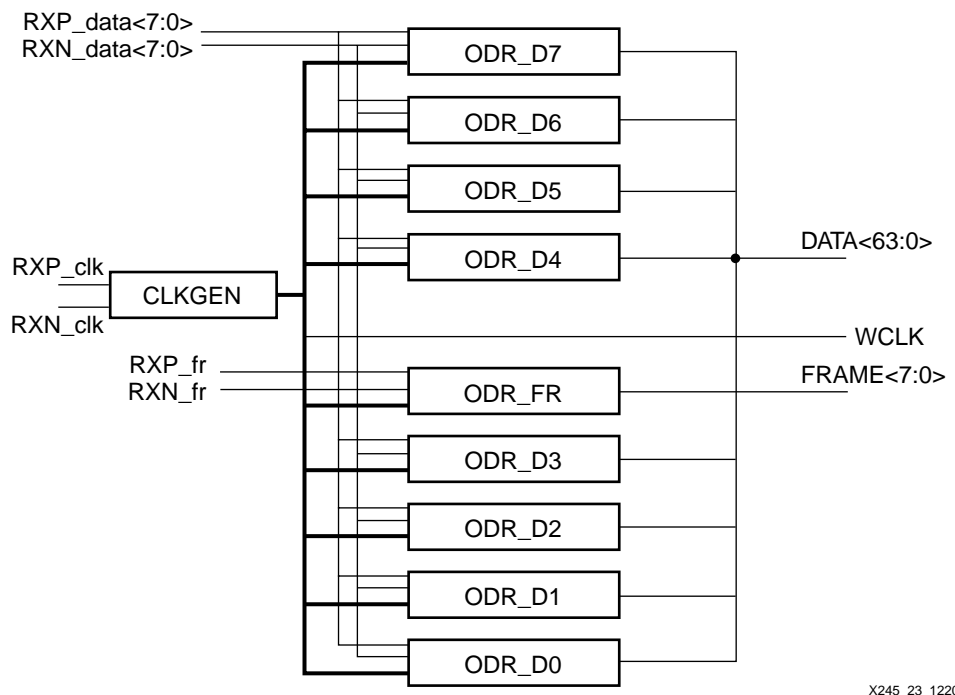 RXP_data<7:0>
RXN_data<7:0>
ODR_D7
ODR_D6
ODR_D5
ODR_D4
DATA<63:0>
RXP_clk
CLKGEN
RXN_clk
WCLK
RXP_fr
RXN_fr
ODR_FR
FRAME<7:0>
ODR_D3
ODR_D2
ODR_D1
ODR_D0
X245_23_1220